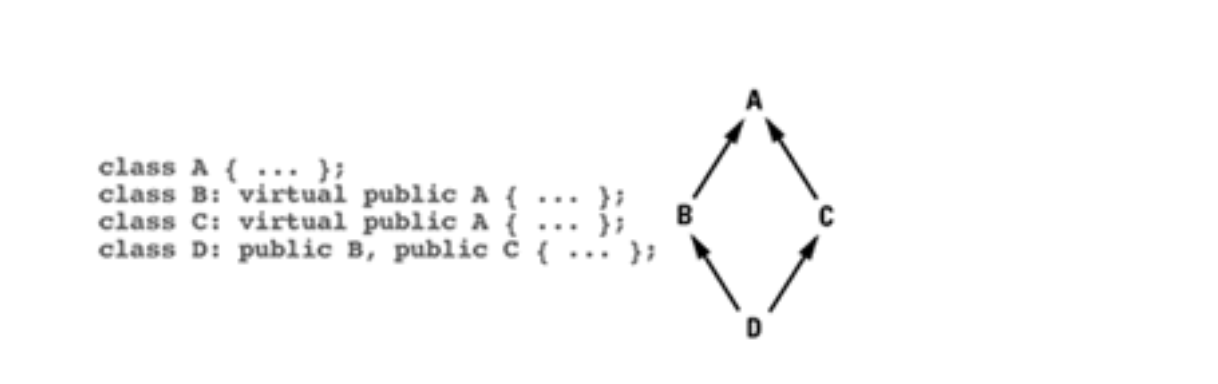 class A { ... };
class B: virtual public A { ... };
class C: virtual public A { ... };
class D: public B, public C { ... };
A
B
C
D